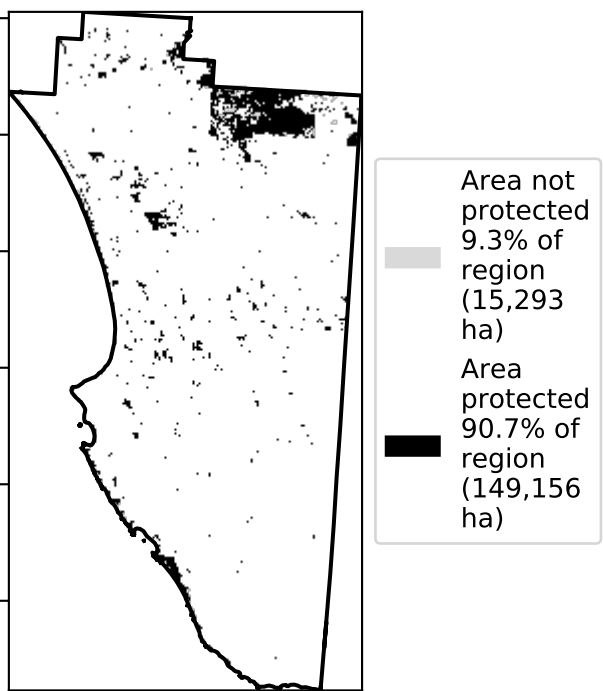 Area not
protected
9.3% of
region
(15,293
ha)
Area
protected
90.7% of
region
(149,156
ha)